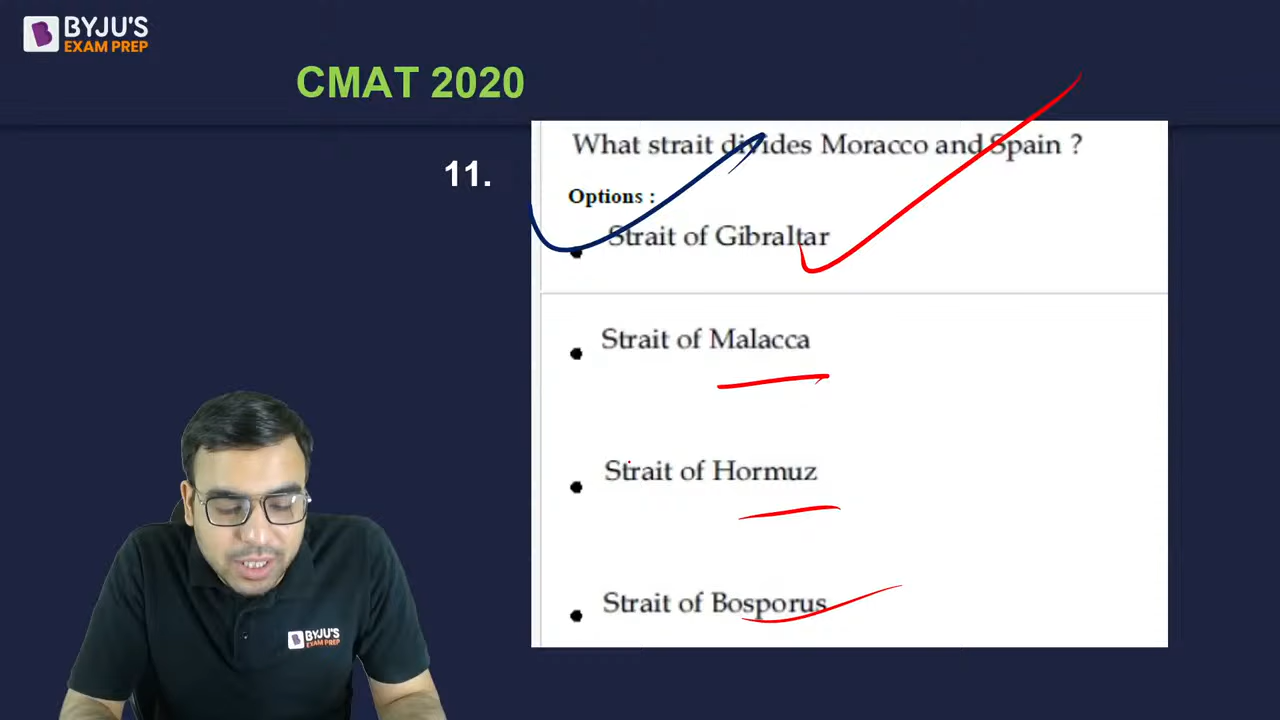 BYJU'S
EXAM PREP
CMAT 2020
11.
What strait divides Moracco and Spain ?
Options :
Strait of Gibraltar
Strait of Malacca
Strait of Hormuz
Strait of Bosporus
BYJU'S
EXAM PREP